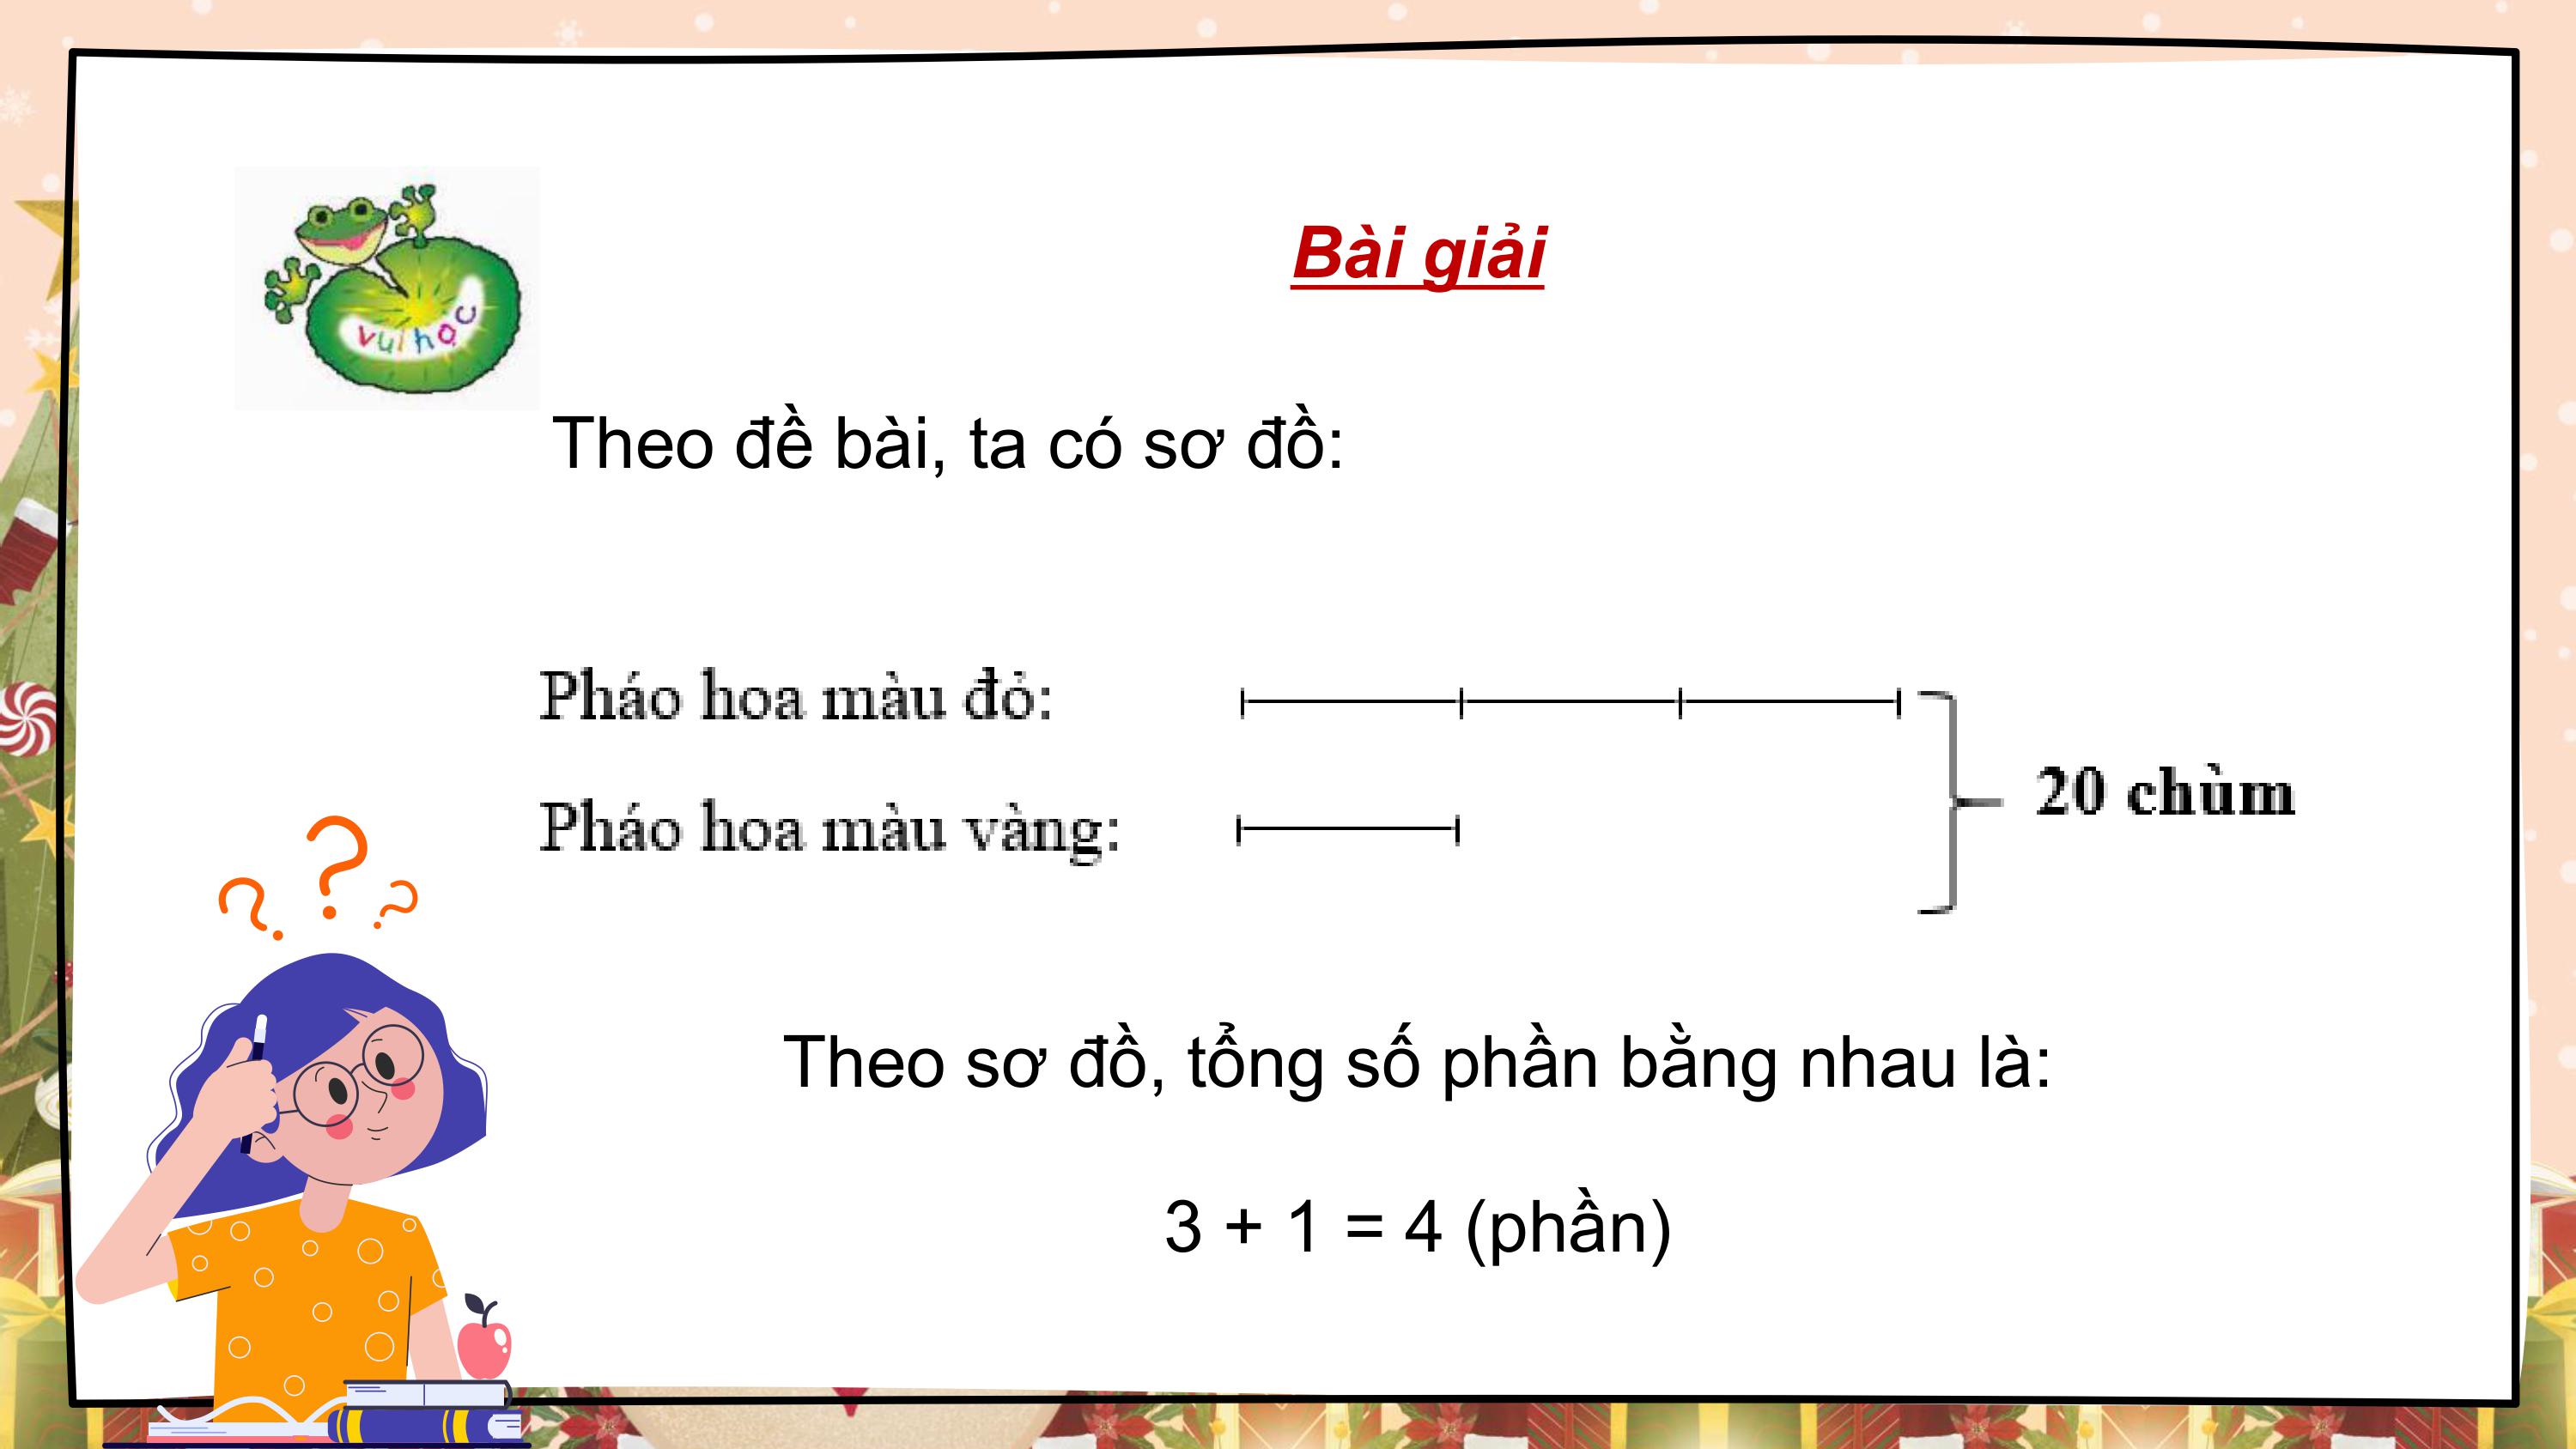 Bài giải
vui học
Theo đề bài, ta có sơ đồ:
Pháo hoa màu đỏ:
20 chùm
Pháo hoa màu vàng:
? ? ?
Theo sơ đồ, tổng số phần bằng nhau là:
3 + 1 = 4 (phần)